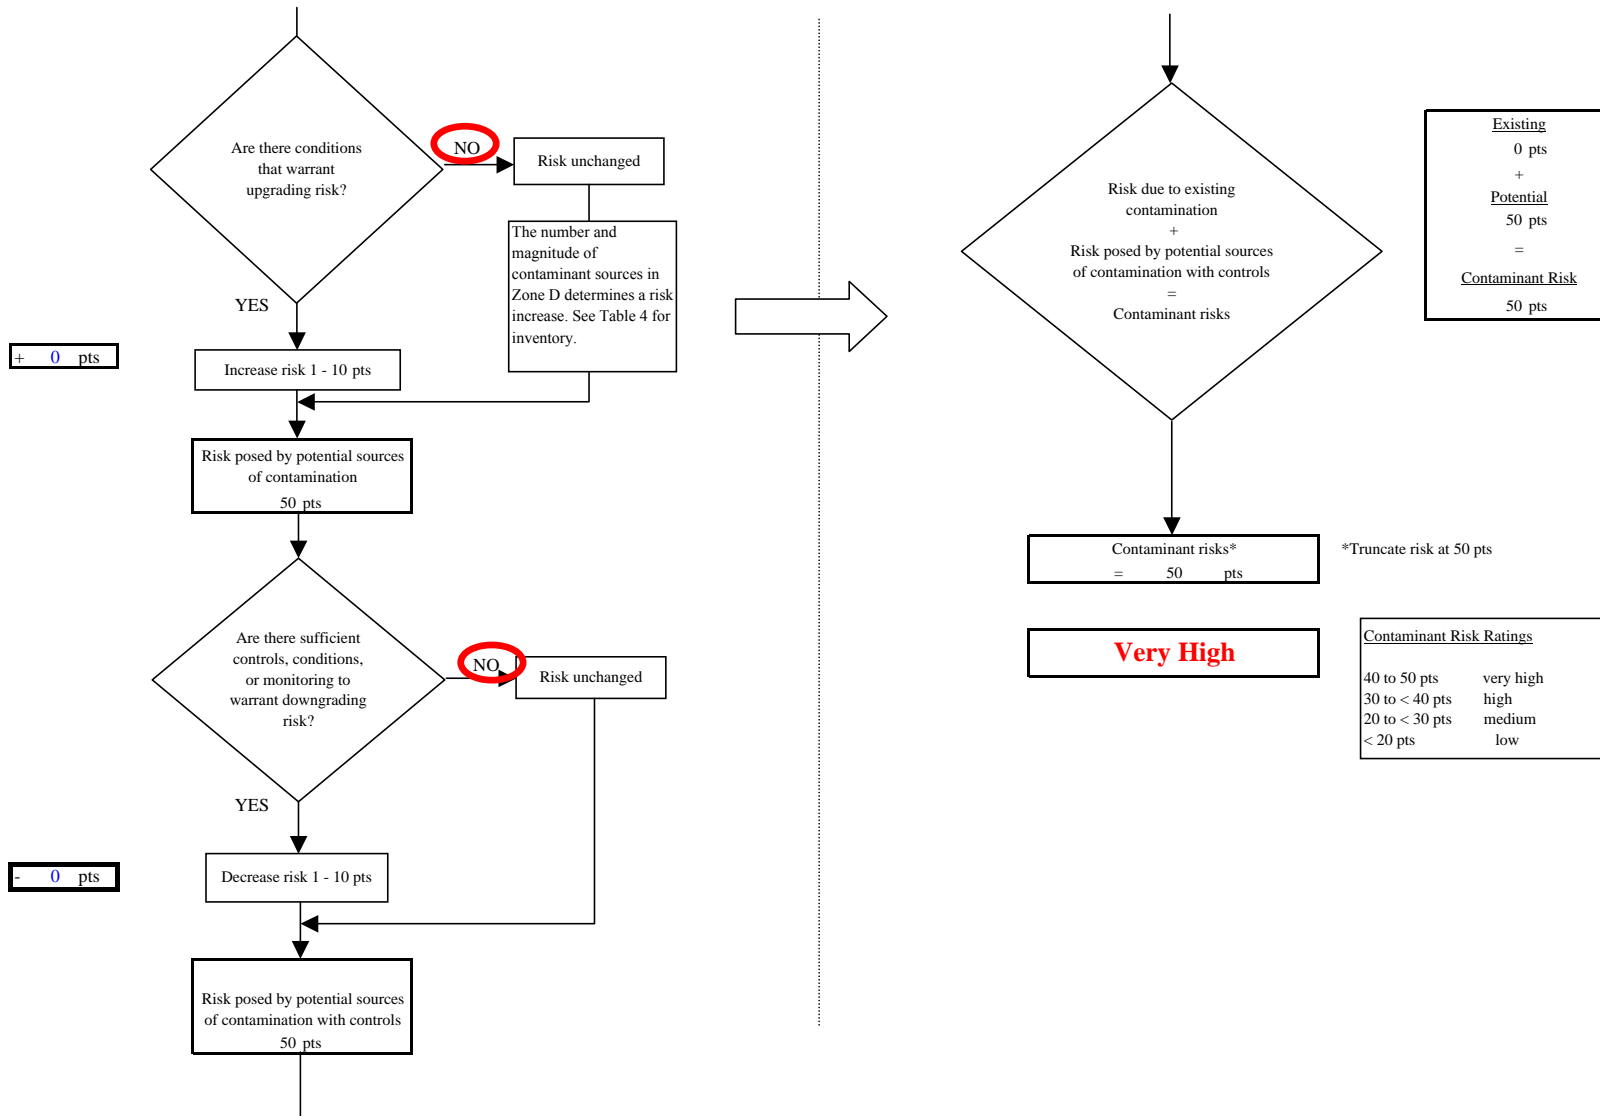 Are there conditions
that warrant
upgrading risk?
NO
Risk unchanged
The number and
magnitude of
contaminant sources in
Zone D determines a risk
increase. See Table 4 for
inventory.
YES
+ 0 pts
Increase risk 1 - 10 pts
Risk posed by potential sources
of contamination
50 pts
Are there sufficient
controls, conditions,
or monitoring to
warrant downgrading
risk?
NO
Risk unchanged
YES
- 0 pts
Decrease risk 1 - 10 pts
Risk posed by potential sources
of contamination with controls
50 pts
Risk due to existing
contamination
+
Risk posed by potential sources
of contamination with controls
=
Contaminant risks
Existing
0 pts
+
Potential
50 pts
=
Contaminant Risk
50 pts
Contaminant risks*
= 50 pts
*Truncate risk at 50 pts
Very High
Contaminant Risk Ratings
40 to 50 pts very high
30 to < 40 pts high
20 to < 30 pts medium
< 20 pts low